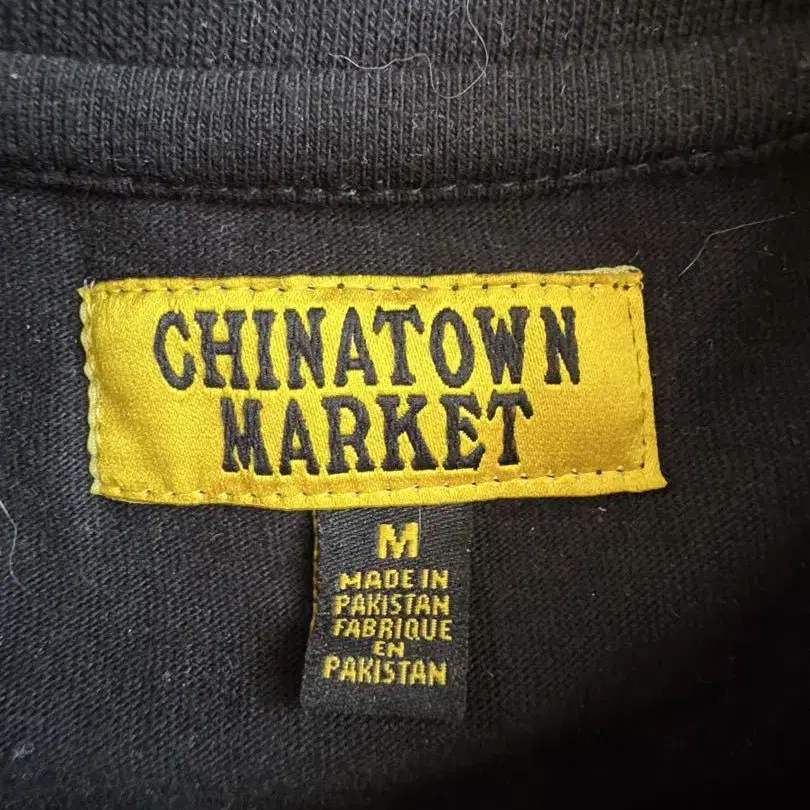 CHINATOWN
MARKET
M
MADE IN
PAKISTAN
FABRIQUE
EN
PAKISTAN